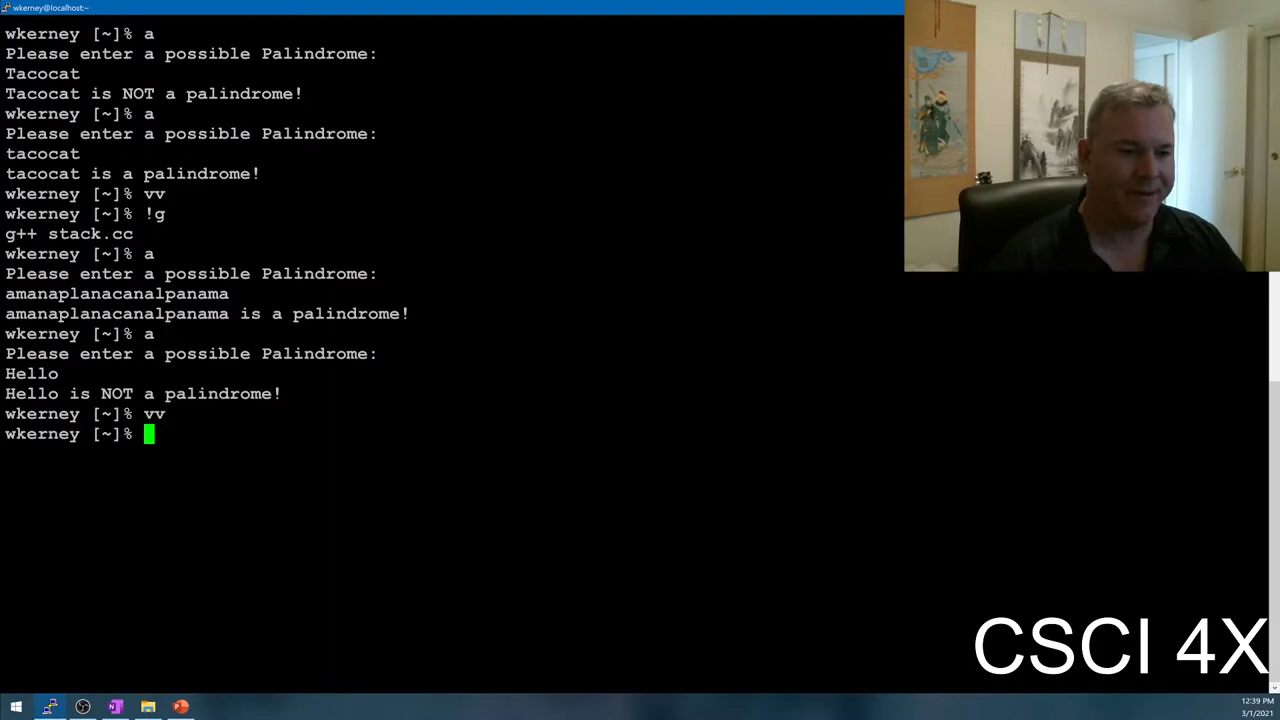 wkerney@localhost:~
wkerney [~]% a
Please enter a possible Palindrome:
Tacocat
Tacocat is NOT a palindrome!
wkerney [~]% a
Please enter a possible Palindrome:
tacocat
tacocat is a palindrome!
wkerney [~]% vv
wkerney [~]% !g
g++ stack.cc
wkerney [~]% a
Please enter a possible Palindrome:
amanaplanacanalpanama
amanaplanacanalpanama is a palindrome!
wkerney [~]% a
Please enter a possible Palindrome:
Hello
Hello is NOT a palindrome!
wkerney [~]% vv
wkerney [~]%
CSCI 4X
12:39 PM
3/1/2021